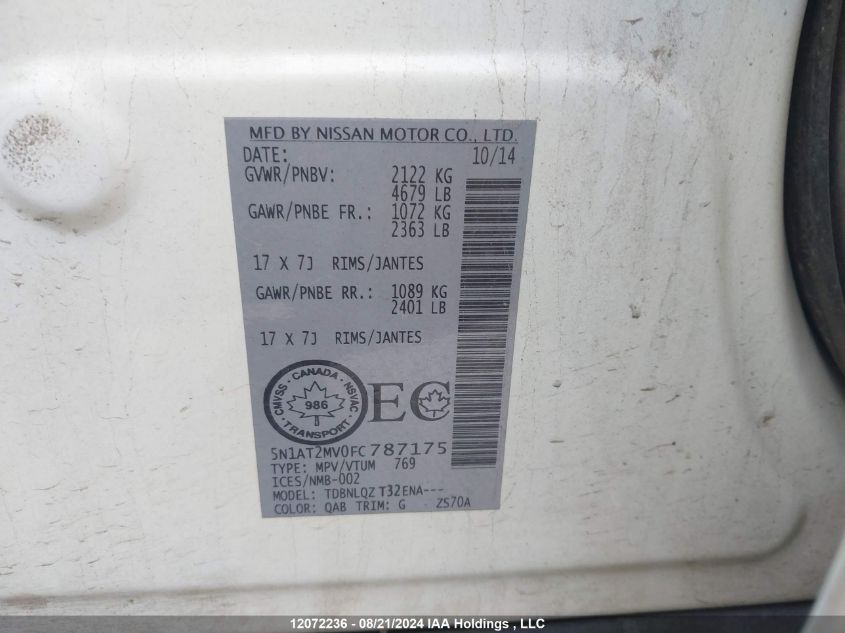 MFD BY NISSAN MOTOR CO., LTD.
DATE: 10/14
GVWR/PNBV: 2122 KG
4679 LB
GAWR/PNBE FR.: 1072 KG
2363 LB
17 X 7J RIMS/JANTES
GAWR/PNBE RR.: 1089 KG
2401 LB
17 X 7J RIMS/JANTES
CMVSS - CANADA - NSVAC
986
- TRANSPORT -
EC
5N1AT2MV0FC787175
TYPE: MPV/VTUM 769
ICES/NMB-002
MODEL: TDBNLQZ T32ENA---
COLOR: QAB TRIM: G ZS70A
12072236 - 08/21/2024 IAA Holdings , LLC